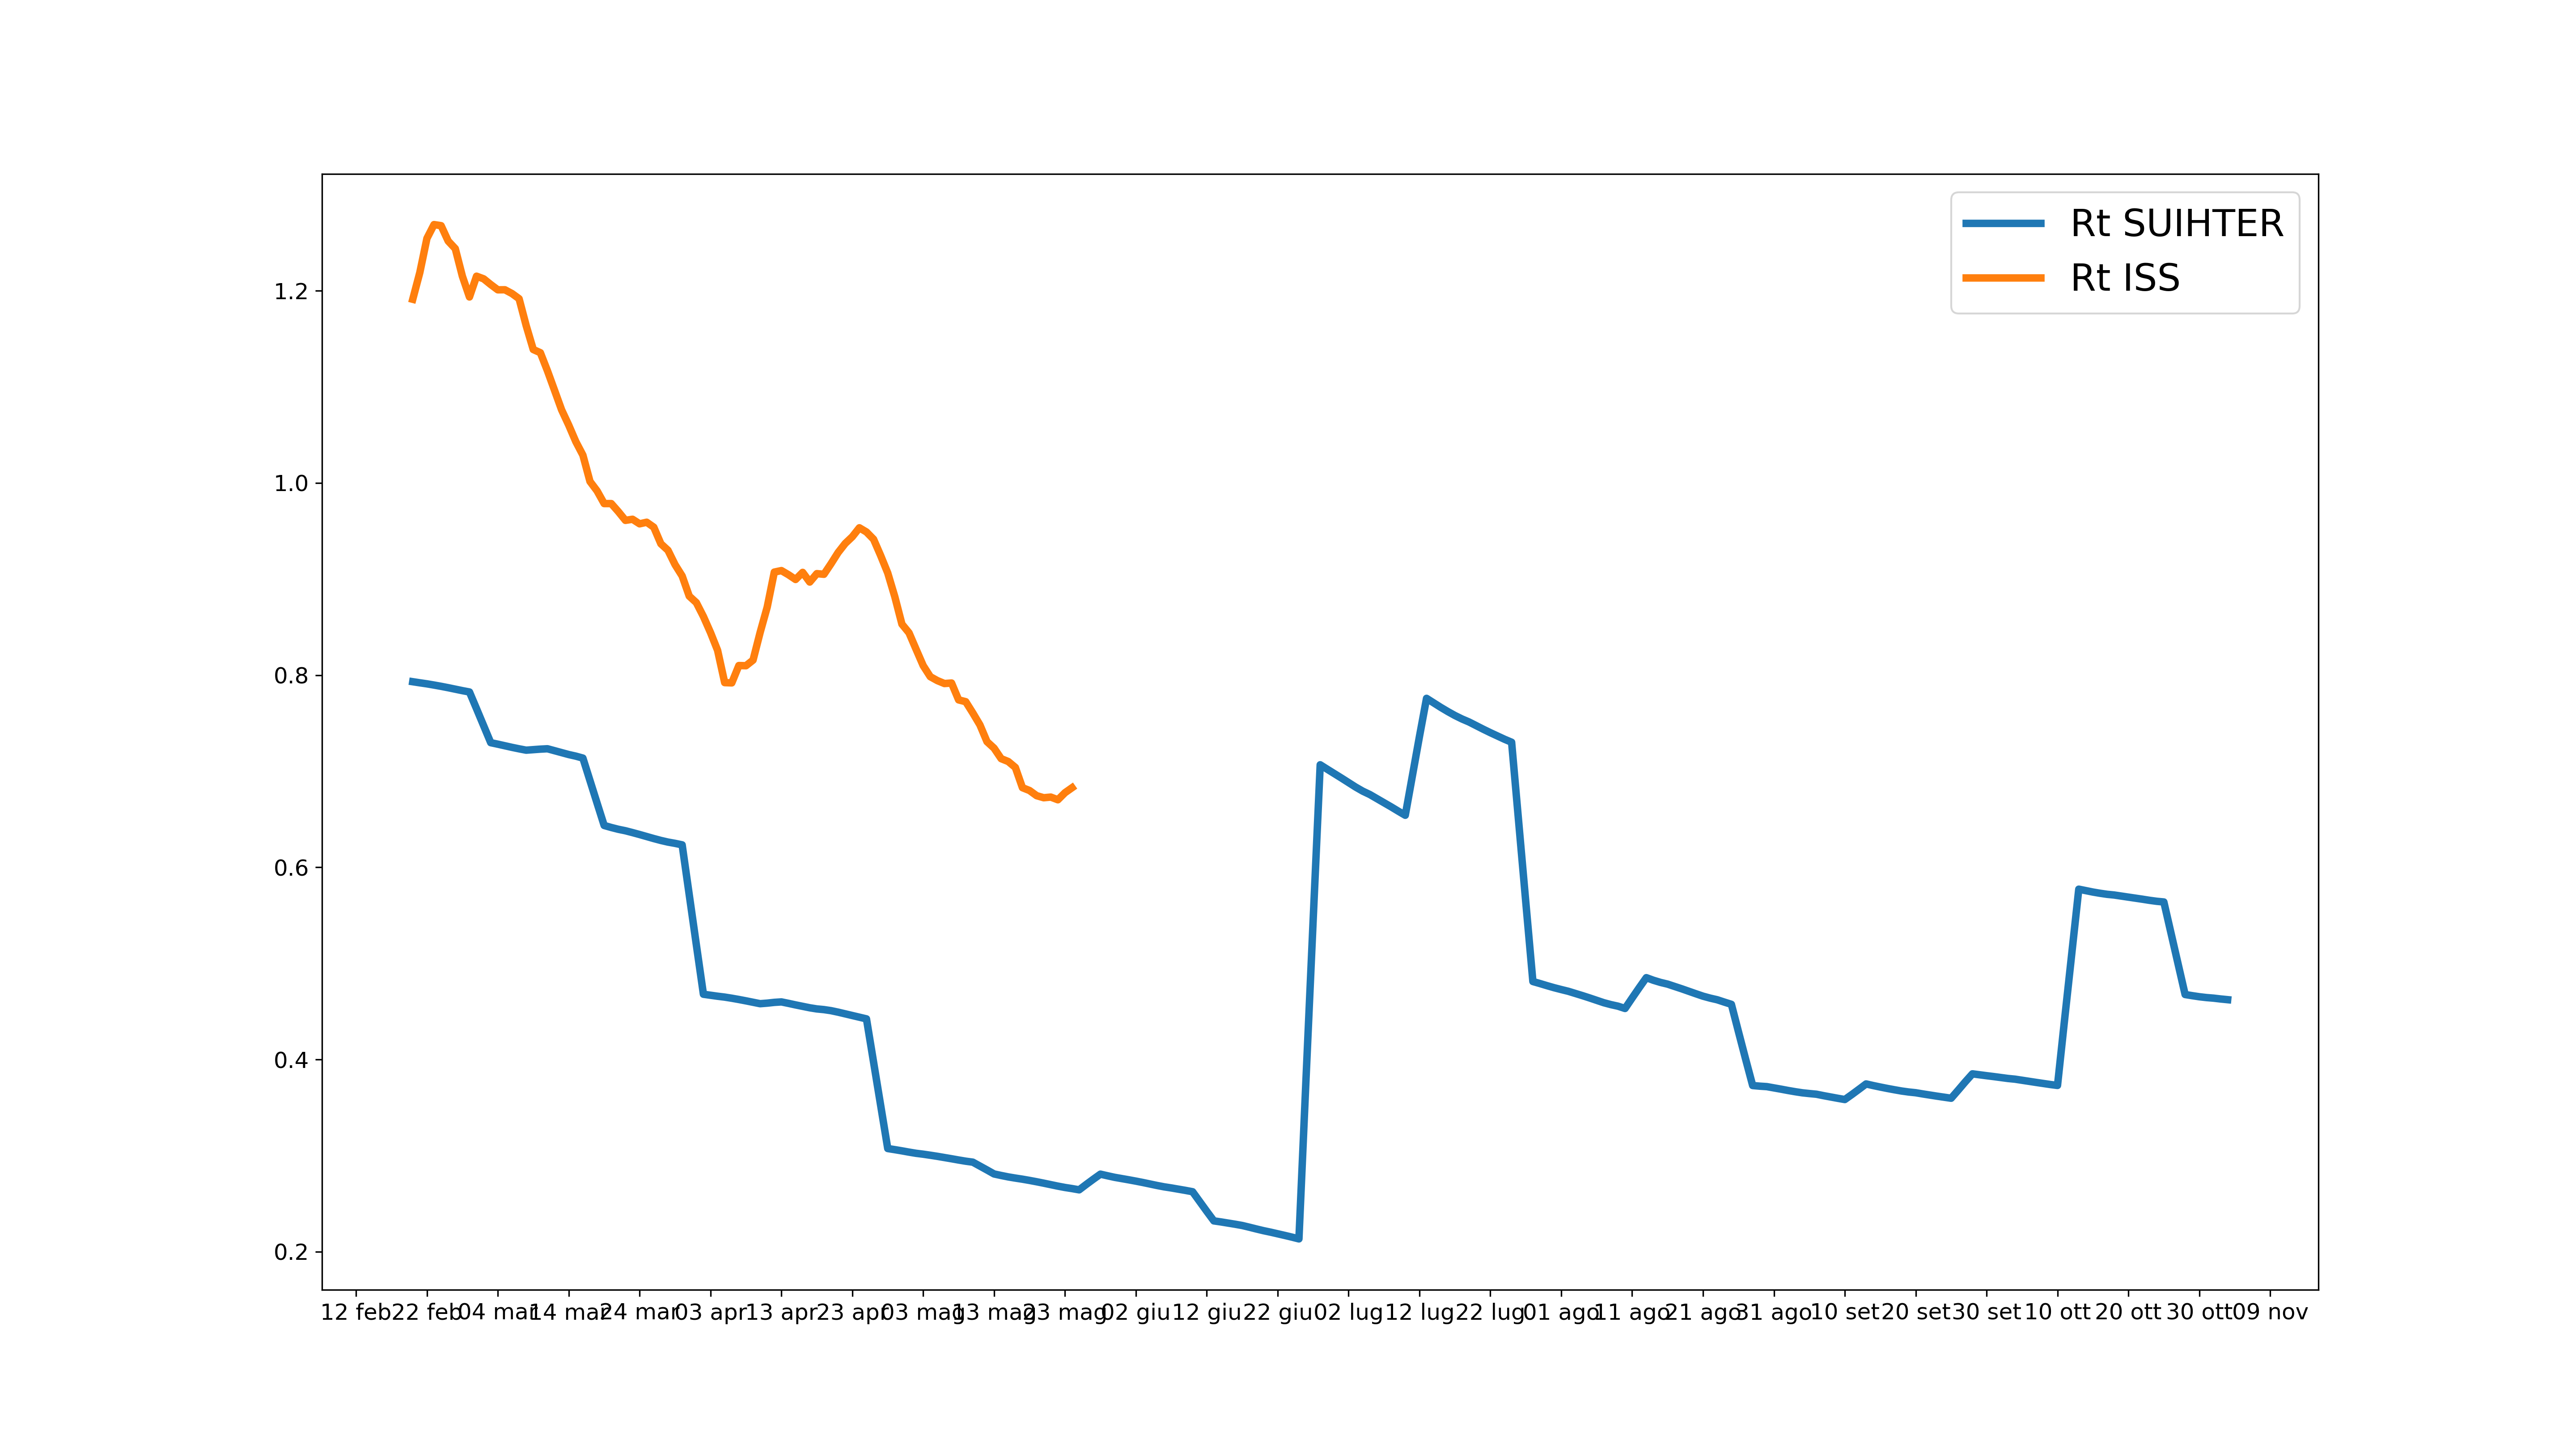 Rt SUIHTER
Rt ISS
1.2
1.0
0.8
0.6
0.4
0.2
12 feb 22 feb 04 mar 14 mar 24 mar 03 apr 13 apr 23 apr 03 mag 13 mag 23 mag 02 giu 12 giu 22 giu 02 lug 12 lug 22 lug 01 ago 11 ago 21 ago 31 ago 10 set 20 set 30 set 10 ott 20 ott 30 ott 09 nov